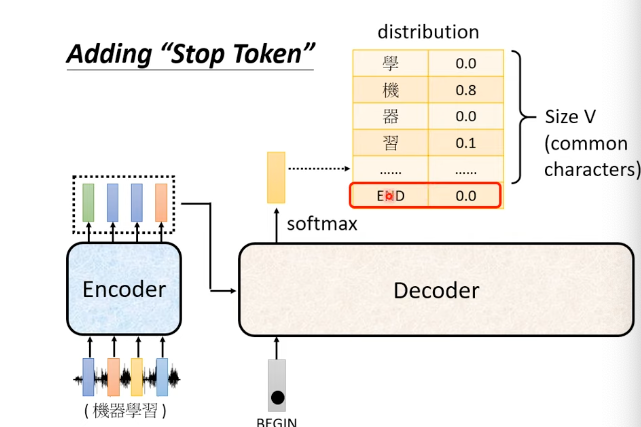 Adding “Stop Token”
distribution
學 0.0
機 0.8
器 0.0
習 0.1
...... ......
END 0.0
Size V
(common
characters)
softmax
Encoder
Decoder
( 機器學習 )
BEGIN